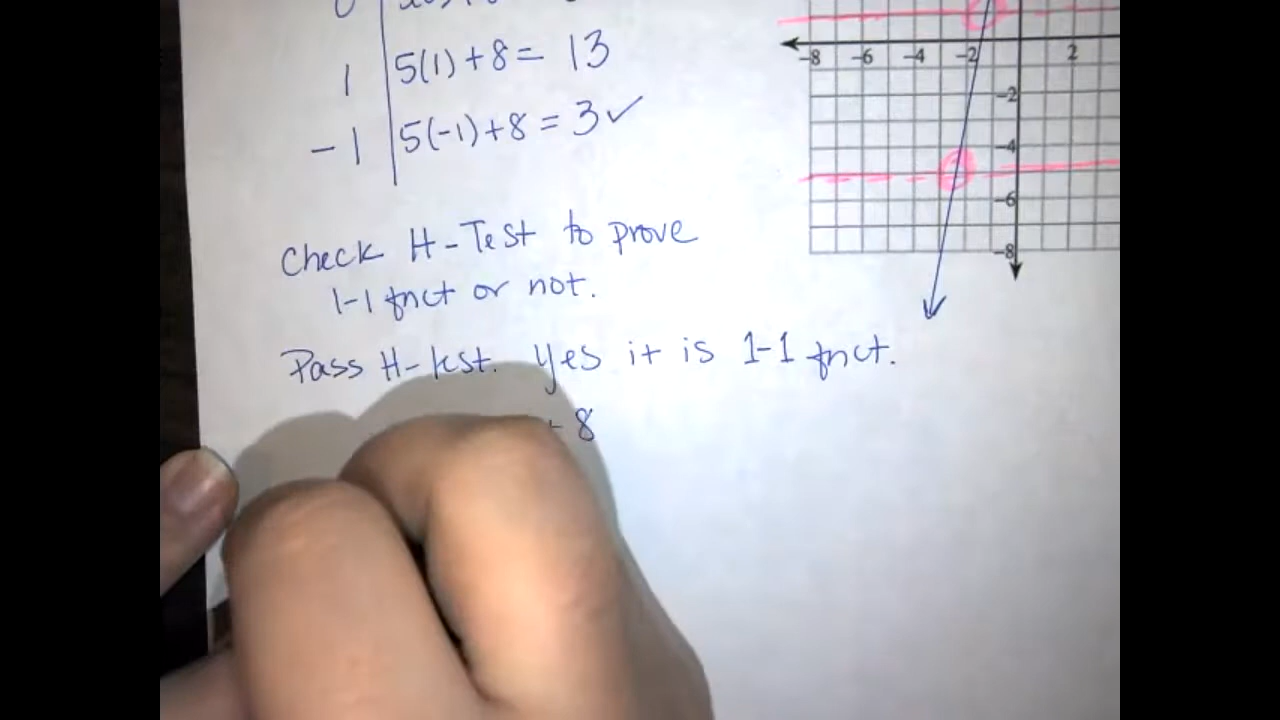 0
1 5(1)+8= 13
-1 5(-1)+8 = 3✓
Check H-Test to prove
1-1 fnct or not.
Pass H-test. Yes it is 1-1 fnct.
+ 8
-8 -6 -4 -2 2
-2
-4
-6
-8